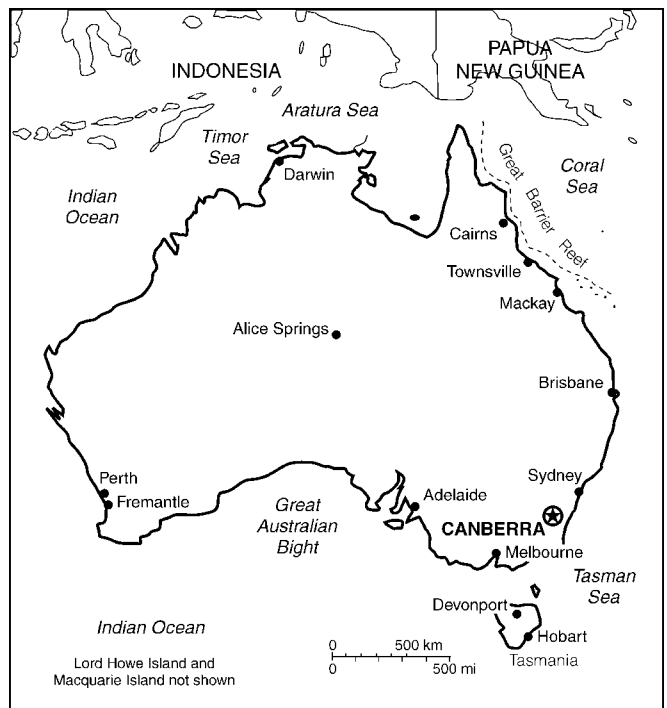 PAPUA
NEW GUINEA
INDONESIA
Aratura Sea
Timor
Sea
Great Barrier Reef
Coral
Sea
Darwin
Indian
Ocean
Cairns
Townsville
Mackay
Alice Springs
Brisbane
Perth
Fremantle
Sydney
Adelaide
Great
Australian
Bight
CANBERRA
Melbourne
Tasman
Sea
Devonport
Indian Ocean
Hobart
0 500 km
0 500 mi
Tasmania
Lord Howe Island and
Macquarie Island not shown